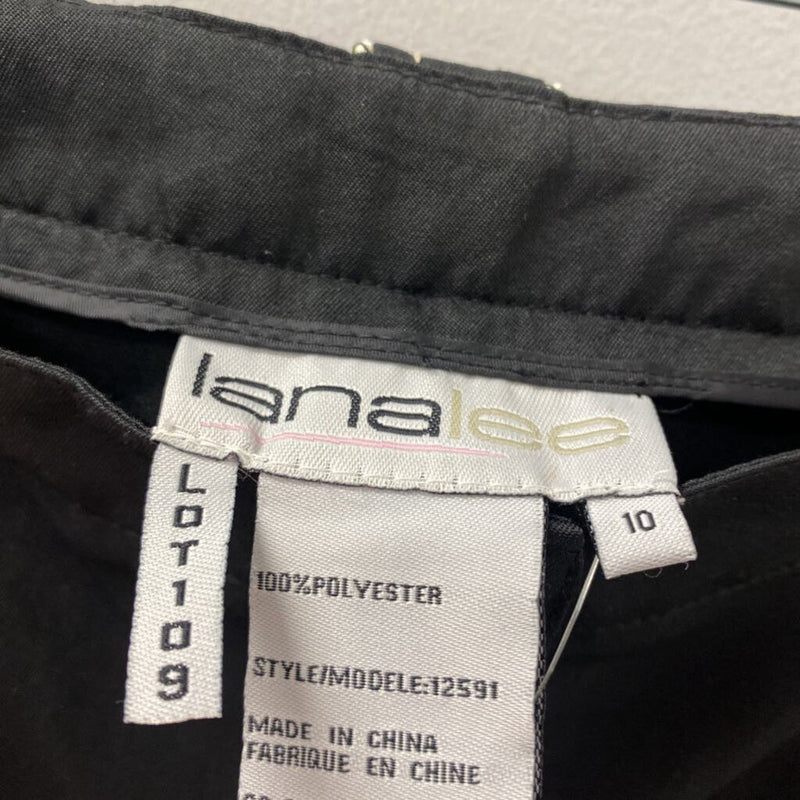 lanalee
10
LOT109
100%POLYESTER
STYLE/MODELE:12591
MADE IN CHINA
FABRIQUE EN CHINE